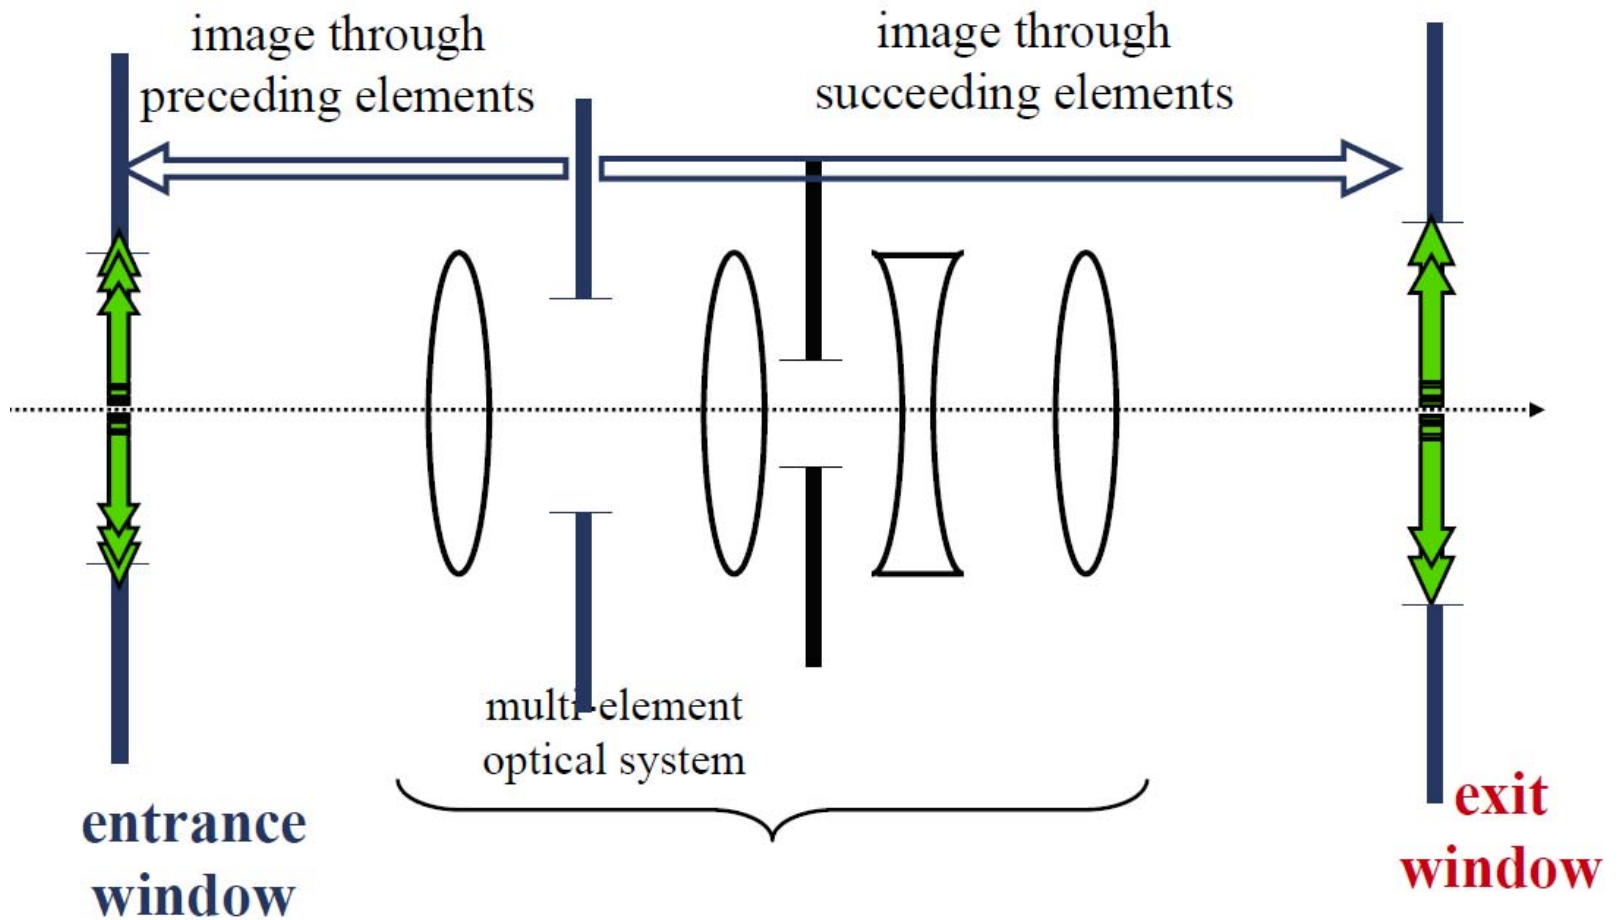 image through
preceding elements
image through
succeeding elements
multi-element
optical system
entrance
window
exit
window